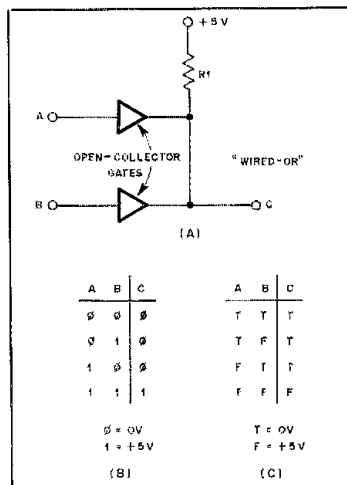 +5V
R1
A
OPEN-COLLECTOR
GATES
"WIRED-OR"
B
C
(A)
A B C
Ø Ø Ø
Ø 1 Ø
1 Ø Ø
1 1 1
Ø = 0V
1 = +5V
(B)
A B C
T T T
T F T
F T T
F F F
T = 0V
F = +5V
(C)